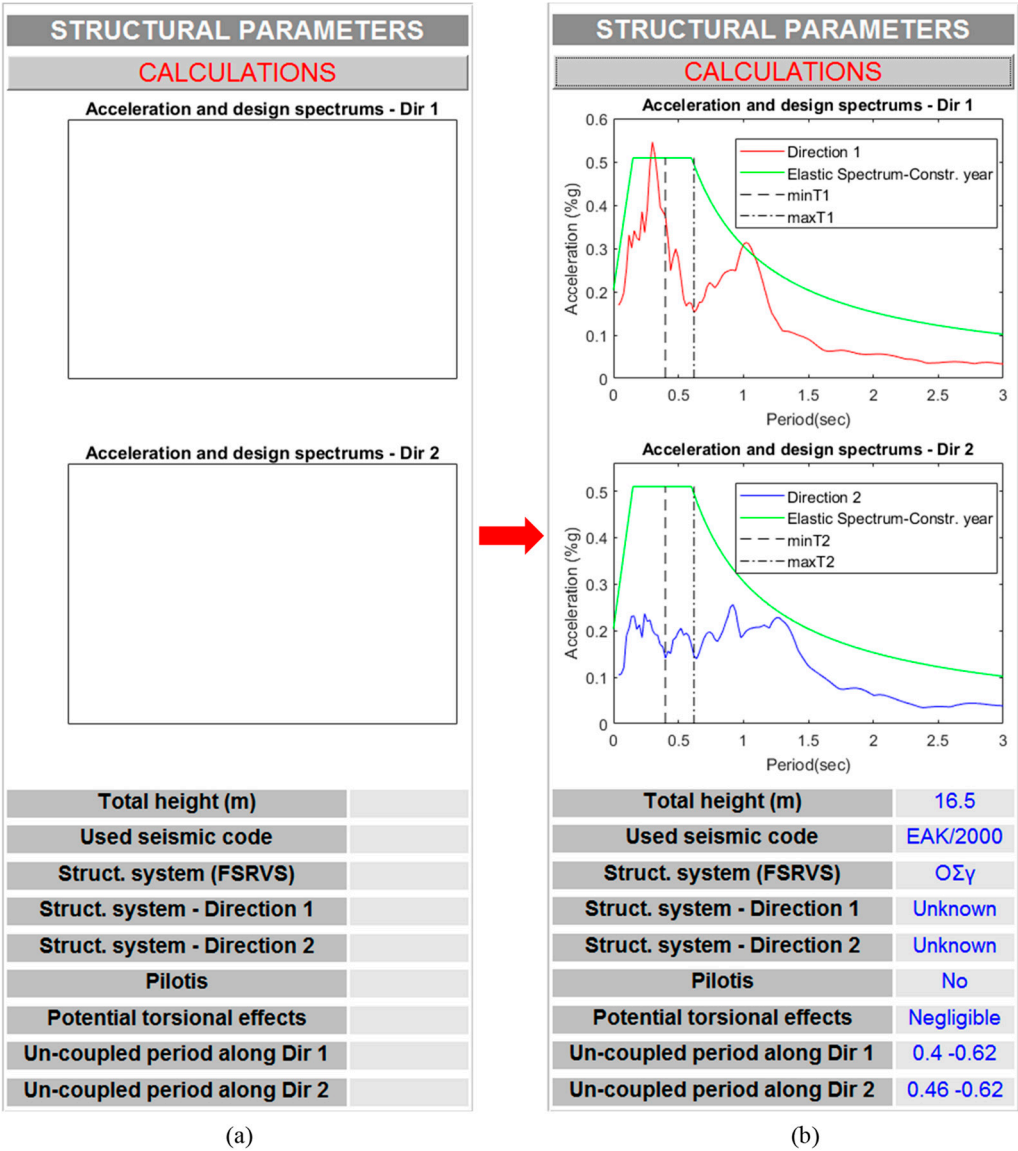 STRUCTURAL PARAMETERS
CALCULATIONS
Acceleration and design spectrums - Dir 1
Acceleration and design spectrums - Dir 2
Total height (m)
Used seismic code
Struct. system (FSRVS)
Struct. system - Direction 1
Struct. system - Direction 2
Pilotis
Potential torsional effects
Un-coupled period along Dir 1
Un-coupled period along Dir 2
(a)
STRUCTURAL PARAMETERS
CALCULATIONS
Acceleration and design spectrums - Dir 1
Acceleration (%g)
0.6
0.5
0.4
0.3
0.2
0.1
0
Direction 1
Elastic Spectrum-Constr. year
minT1
maxT1
0 0.5 1 1.5 2 2.5 3
Period(sec)
Acceleration and design spectrums - Dir 2
Acceleration (%g)
0.5
0.4
0.3
0.2
0.1
0
Direction 2
Elastic Spectrum-Constr. year
minT2
maxT2
0 0.5 1 1.5 2 2.5 3
Period(sec)
Total height (m) 16.5
Used seismic code EAK/2000
Struct. system (FSRVS) ΟΣγ
Struct. system - Direction 1 Unknown
Struct. system - Direction 2 Unknown
Pilotis No
Potential torsional effects Negligible
Un-coupled period along Dir 1 0.4 -0.62
Un-coupled period along Dir 2 0.46 -0.62
(b)